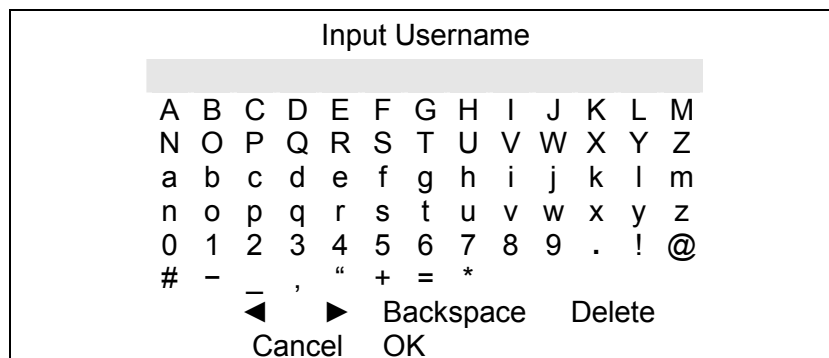 Input Username
A B C D E F G H I J K L M
N O P Q R S T U V W X Y Z
a b c d e f g h i j k l m
n o p q r s t u v w x y z
0 1 2 3 4 5 6 7 8 9 . ! @
# − _ , “ + = *
◄ ► Backspace Delete
Cancel OK